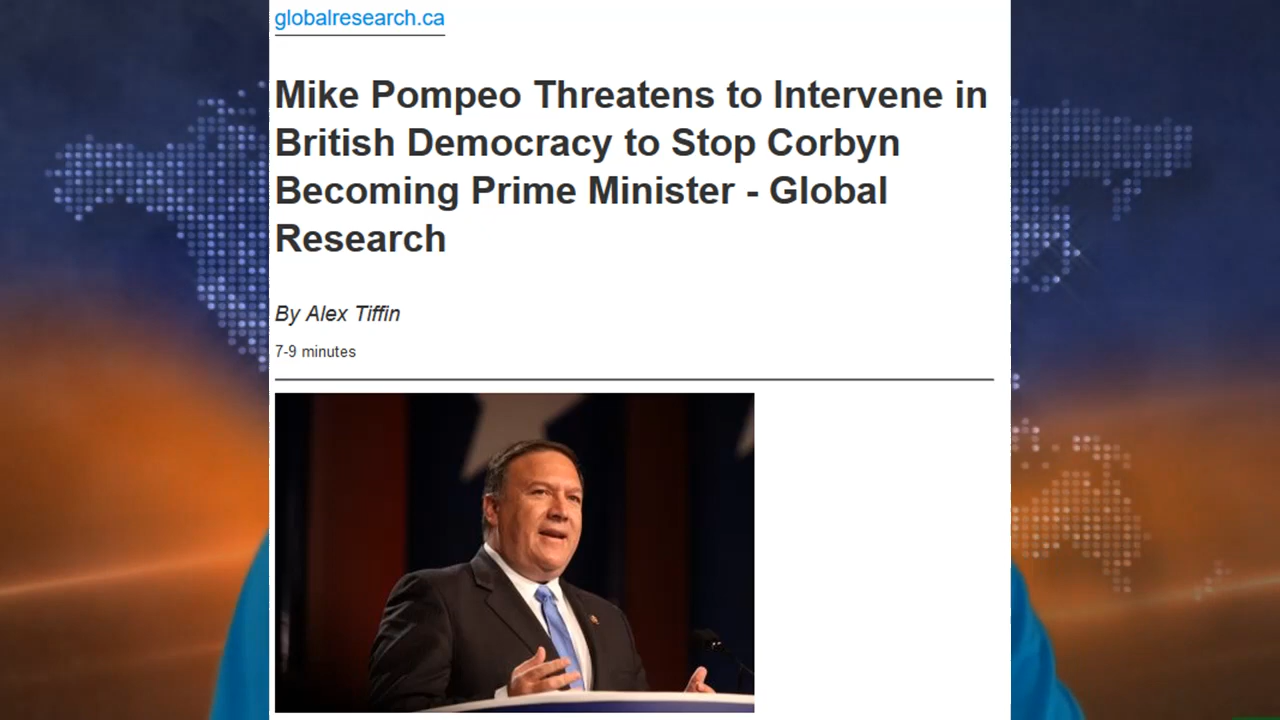 globalresearch.ca
Mike Pompeo Threatens to Intervene in
British Democracy to Stop Corbyn
Becoming Prime Minister - Global
Research
By Alex Tiffin
7-9 minutes